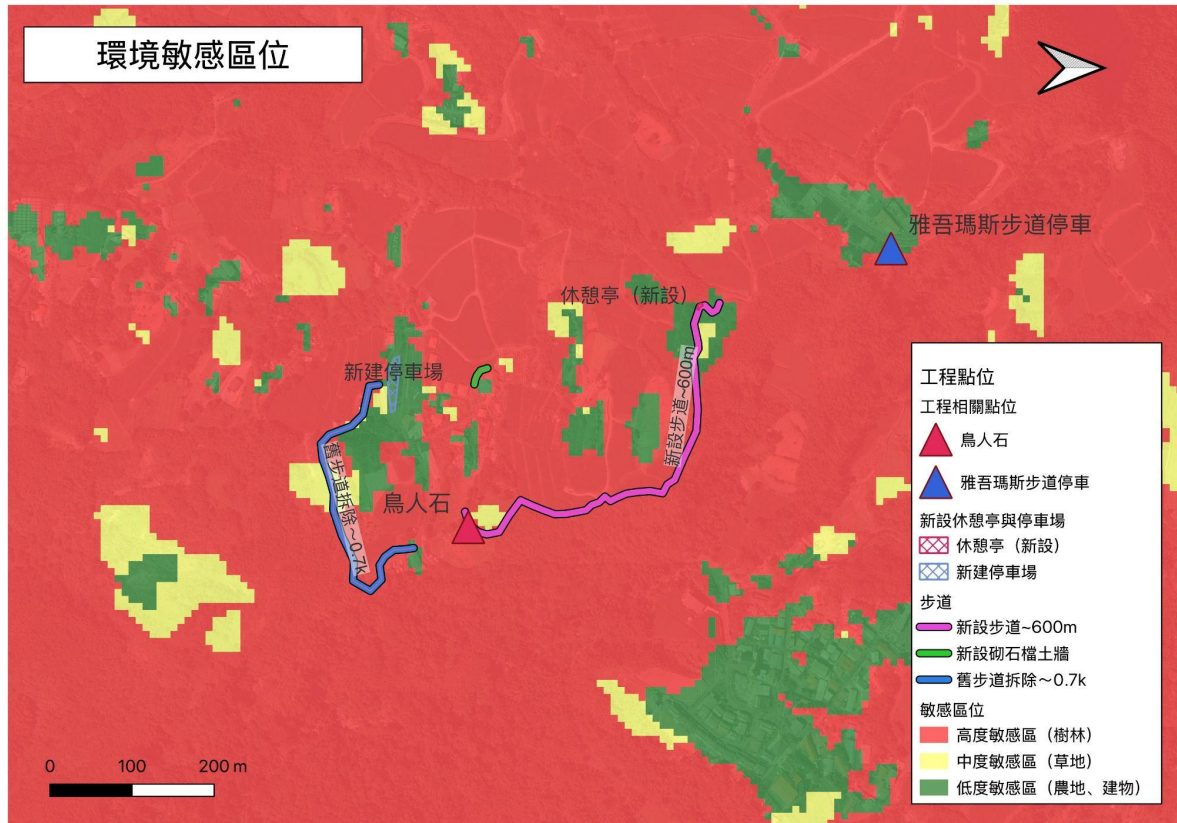 環境敏感區位
雅吾瑪斯步道停車
休憩亭（新設）
新建停車場
新設步道~600m
舊步道拆除～0.7k
鳥人石
工程點位
工程相關點位
鳥人石
雅吾瑪斯步道停車
新設休憩亭與停車場
休憩亭（新設）
新建停車場
步道
新設步道~600m
新設砌石檔土牆
舊步道拆除～0.7k
敏感區位
高度敏感區（樹林）
中度敏感區（草地）
低度敏感區（農地、建物）
0 100 200 m